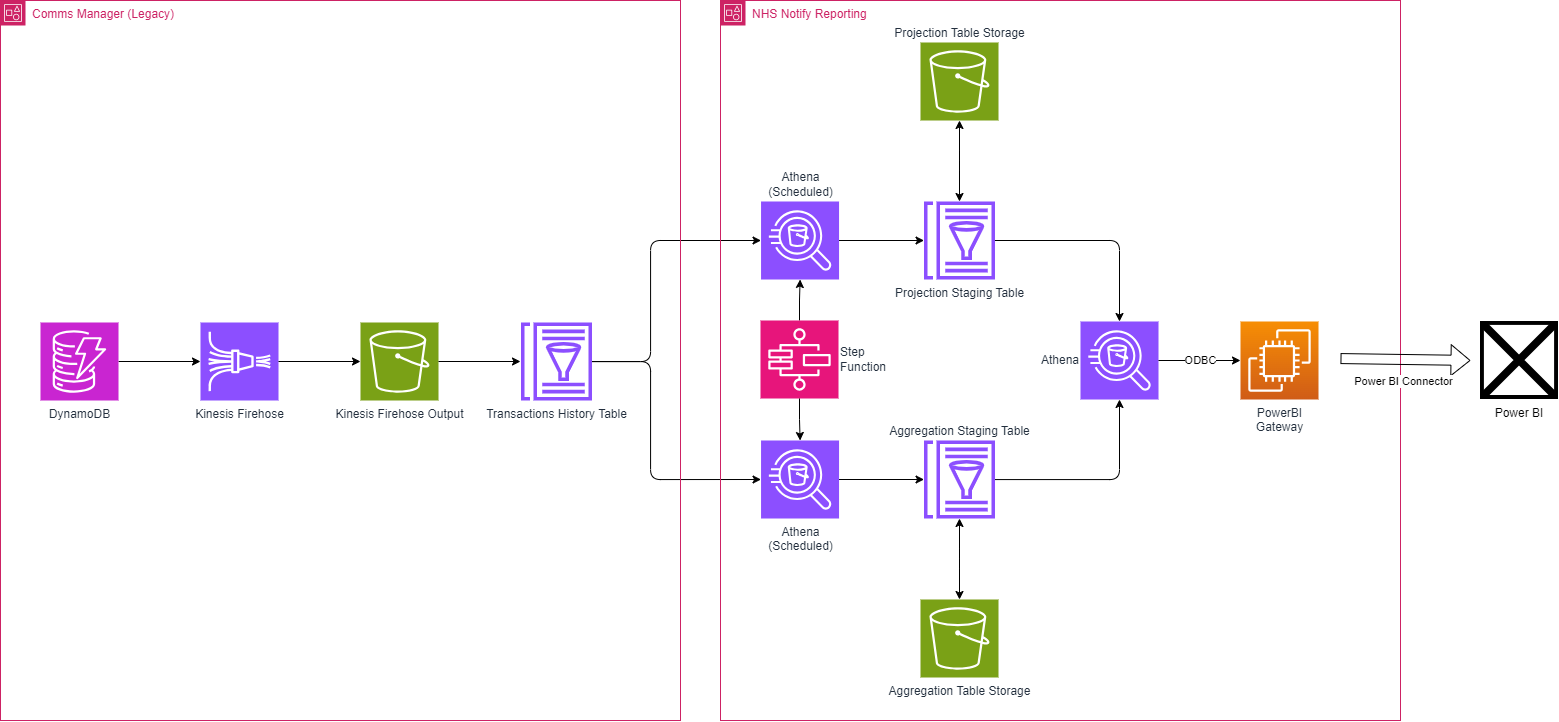 Comms Manager (Legacy)
NHS Notify Reporting
Projection Table Storage
Athena
(Scheduled)
Projection Staging Table
Step
Function
Athena
ODBC
Power BI Connector
DynamoDB
Kinesis Firehose
Kinesis Firehose Output
Transactions History Table
PowerBI
Gateway
Power BI
Aggregation Staging Table
Athena
(Scheduled)
Aggregation Table Storage